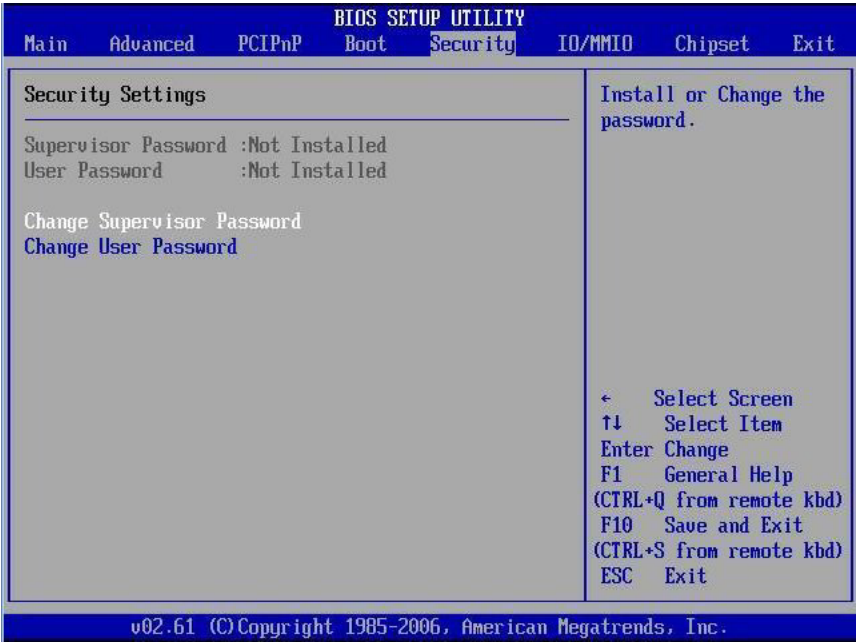 BIOS SETUP UTILITY
Main Advanced PCIPnP Boot Security IO/MMIO Chipset Exit
Security Settings
Supervisor Password :Not Installed
User Password :Not Installed
Change Supervisor Password
Change User Password
Install or Change the
password.
← Select Screen
↑↓ Select Item
Enter Change
F1 General Help
(CTRL+Q from remote kbd)
F10 Save and Exit
(CTRL+S from remote kbd)
ESC Exit
v02.61 (C)Copyright 1985-2006, American Megatrends, Inc.